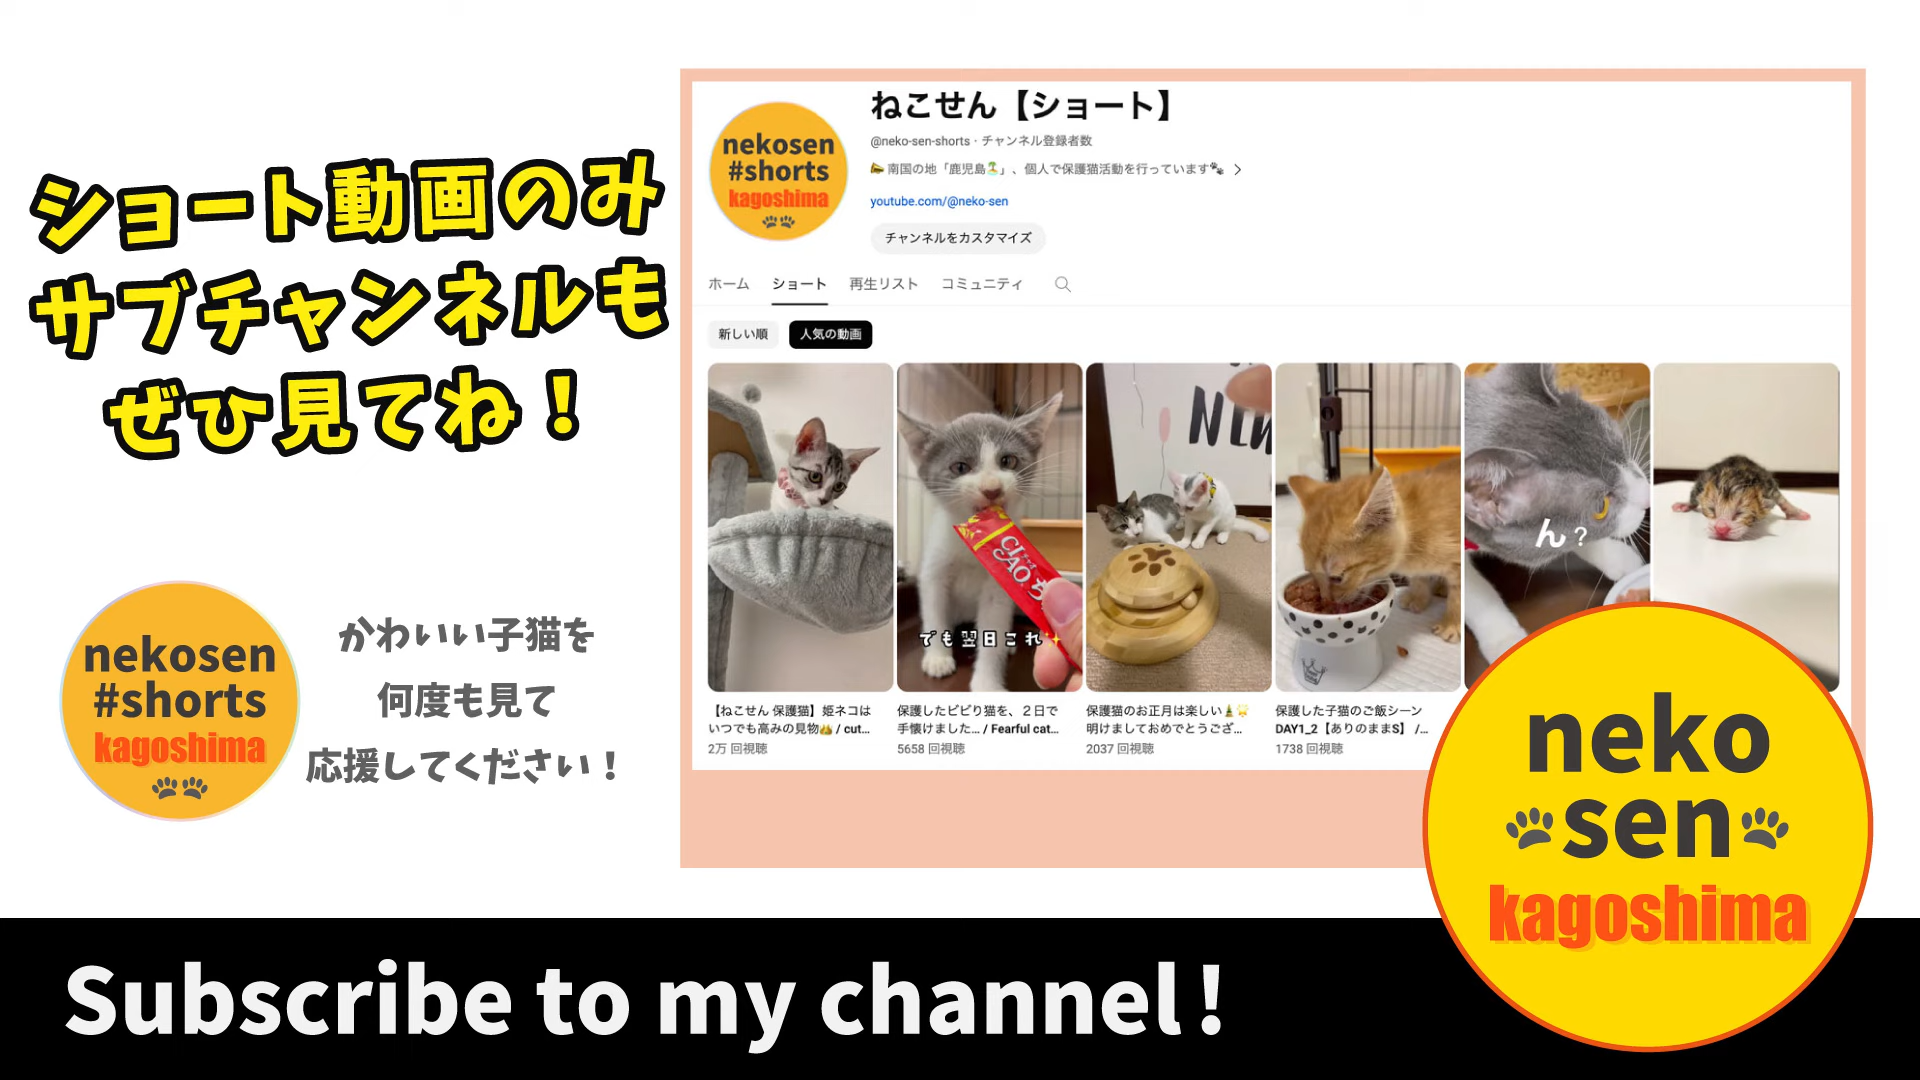 ショート動画のみ
サブチャンネルも
ぜひ見てね！
nekosen
#shorts
kagoshima
かわいい子猫を
何度も見て
応援してください！
nekosen
#shorts
kagoshima
ねこせん【ショート】
@neko-sen-shorts · チャンネル登録者数
📣 南国の地「鹿児島🏝️」、個人で保護猫活動を行っています🐾 >
youtube.com/@neko-sen
チャンネルをカスタマイズ
ホーム ショート 再生リスト コミュニティ
新しい順 人気の動画
CIAO ち
でも翌日これ✨
ん？
【ねこせん 保護猫】姫ネコは
いつでも高みの見物👑 / cut...
2万 回視聴
保護したビビり猫を、２日で
手懐けました… / Fearful cat...
5658 回視聴
保護猫のお正月は楽しい🎍🌟
明けましておめでとうござ...
2037 回視聴
保護した子猫のご飯シーン
DAY1_2【ありのままS】 /...
1738 回視聴
neko
sen
kagoshima
Subscribe to my channel!